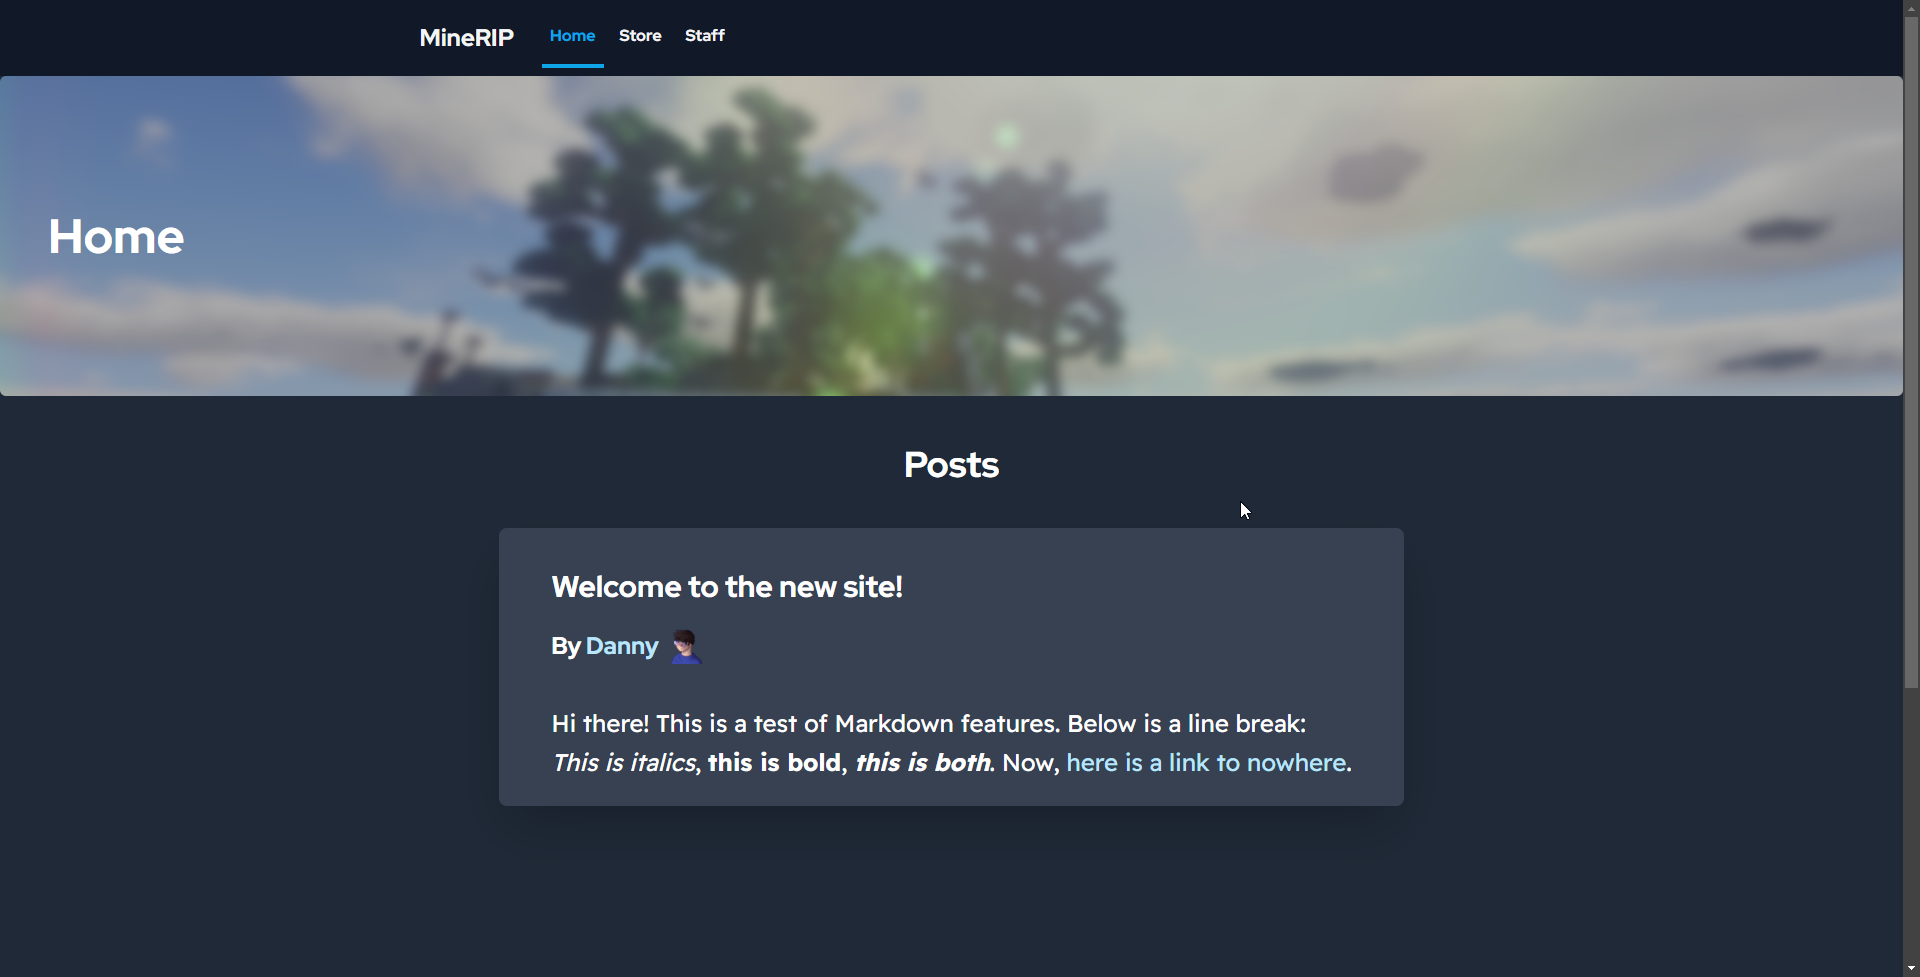 MineRIP Home Store Staff
Home
Posts
Welcome to the new site!
By Danny
Hi there! This is a test of Markdown features. Below is a line break:
This is italics, this is bold, this is both. Now, here is a link to nowhere.